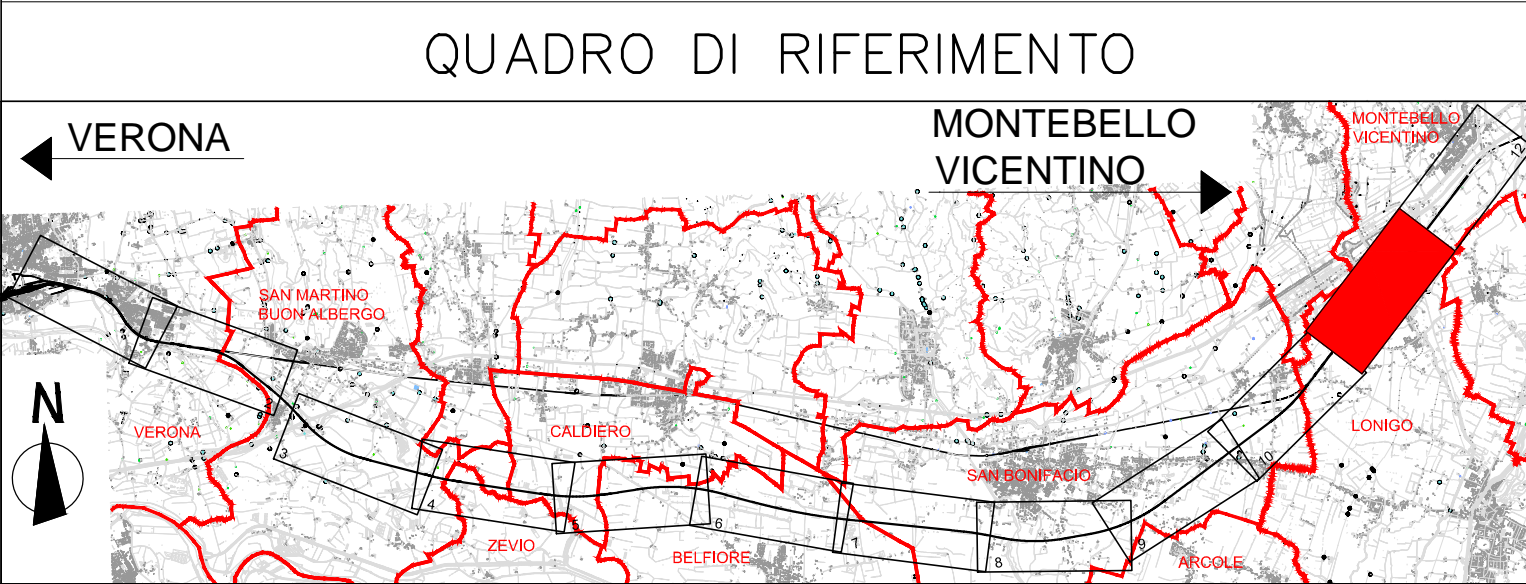 QUADRO DI RIFERIMENTO
VERONA
MONTEBELLO
VICENTINO
MONTEBELLO
VICENTINO
12
SAN MARTINO
BUON ALBERGO
N
VERONA
CALDIERO
LONIGO
SAN BONIFACIO
3
10
4
5
6
7
8
9
ZEVIO
BELFIORE
ARCOLE